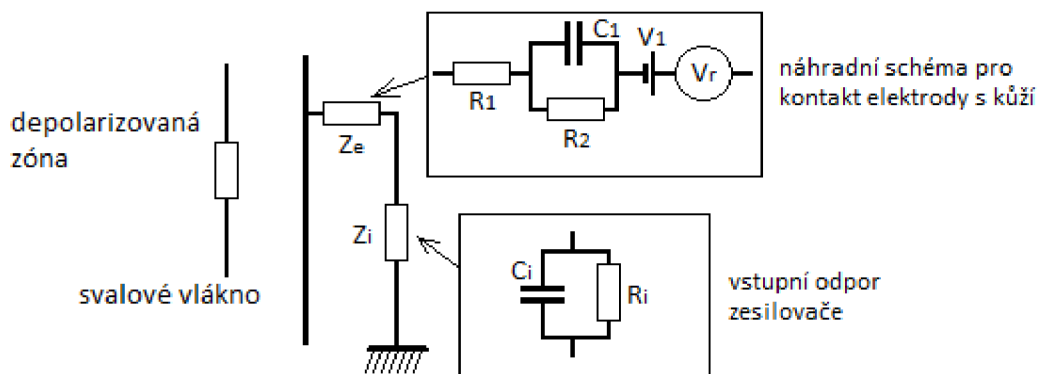 depolarizovaná
zóna
svalové vlákno
Ze
Zi
R1
C1
R2
V1
Vr
náhradní schéma pro
kontakt elektrody s kůží
Ci
Ri
vstupní odpor
zesilovače